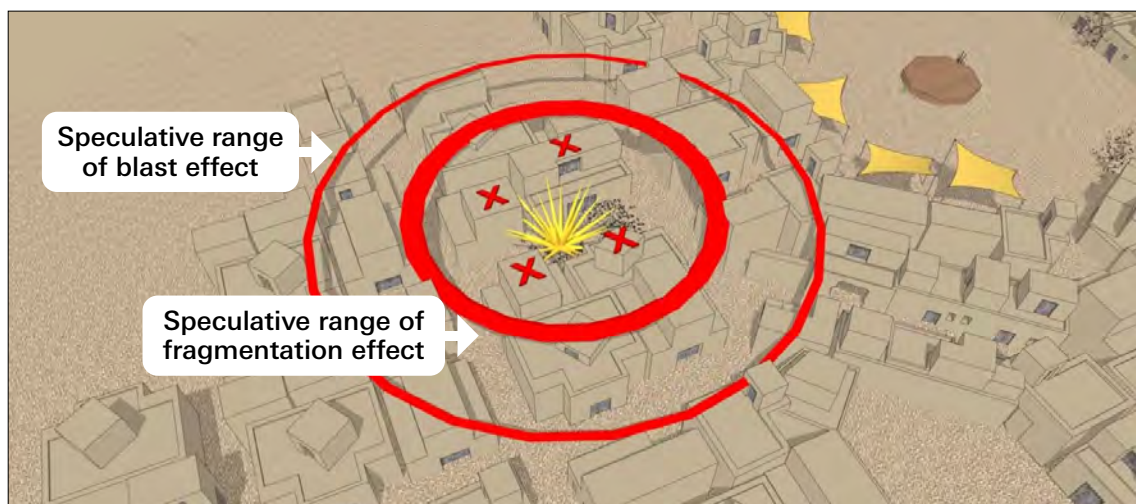 Speculative range
of blast effect
Speculative range of
fragmentation effect